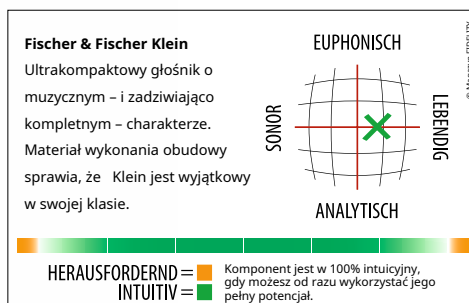 Fischer & Fischer Klein
Ultrakompaktowy głośnik o
muzycznym – i zadziwiająco
kompletnym – charakterze.
Materiał wykonania obudowy
sprawia, że Klein jest wyjątkowy
w swojej klasie.
EUPHONISCH
SONOR
LEBENDIG
ANALYTISCH
HERAUSFORDERND =
INTUITIV =
Komponent jest w 100% intuicyjny,
gdy możesz od razu wykorzystać jego
pełny potencjał.